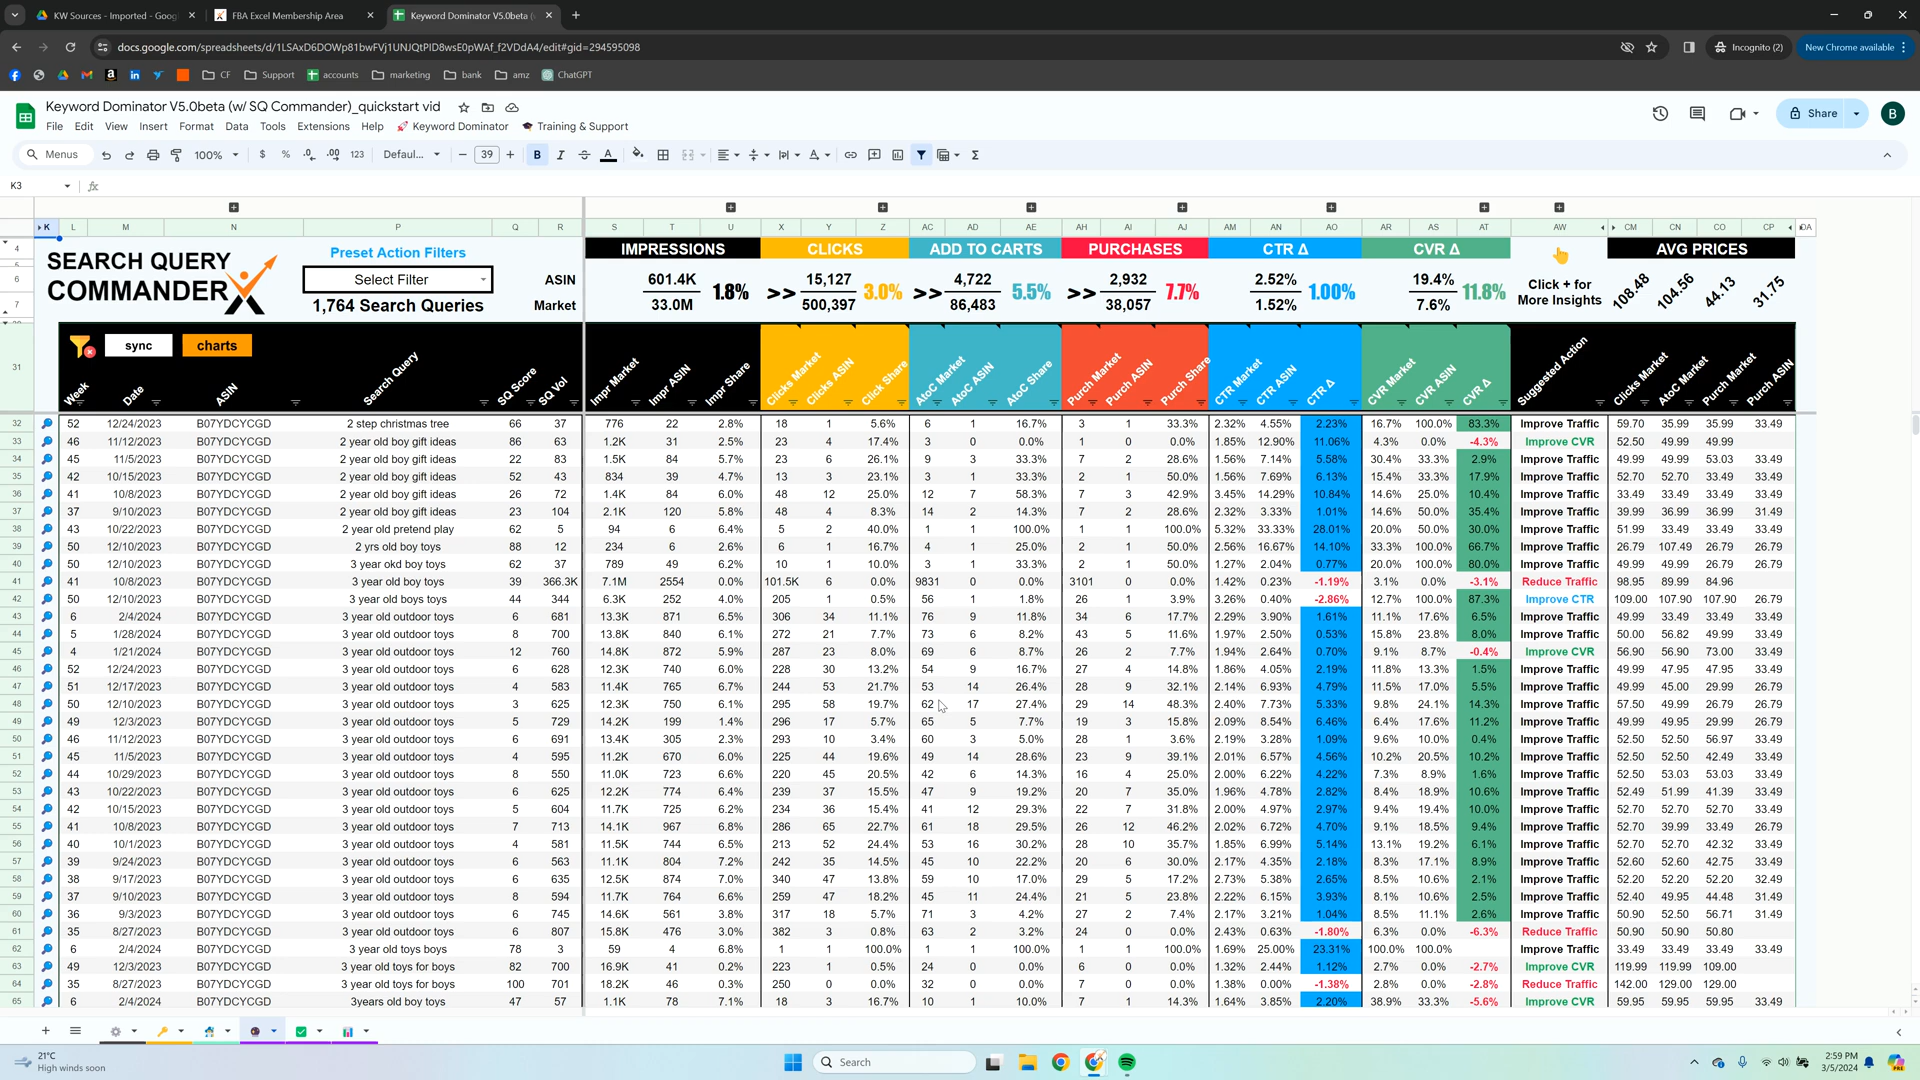 KW Sources - Imported - Goog
FBA Excel Membership Area
Keyword Dominator V5.0beta (
docs.google.com/spreadsheets/d/1LSAxD6DOWp81bwFVj1UNJQtPID8wsE0pWAf_f2VDdA4/edit#gid=294595098
Incognito (2)
New Chrome available
CF
Support
accounts
marketing
bank
amz
ChatGPT
Keyword Dominator V5.0beta (w/ SQ Commander)_quickstart vid
File Edit View Insert Format Data Tools Extensions Help Keyword Dominator Training & Support
Share
B
Menus 100% $ % .0 .00 123 Defaul... 39 B I
K3 fx
K L M N P Q R S T U X Y Z AC AD AE AH AI AJ AM AN AO AR AS AT AW CM CN CO CP DA
4
6
7
31
SEARCH QUERY
COMMANDER
Preset Action Filters
Select Filter
1,764 Search Queries
ASIN
Market
IMPRESSIONS
601.4K
33.0M
1.8%
CLICKS
>> 15,127
500,397
3.0%
ADD TO CARTS
>> 4,722
86,483
5.5%
PURCHASES
>> 2,932
38,057
7.7%
CTR Δ
2.52%
1.52%
1.00%
CVR Δ
19.4%
7.6%
11.8%
Click + for
More Insights
AVG PRICES
108.48 104.56 44.13 31.75
sync charts
Week Date ASIN Search Query SQ Score SQ Vol Impr Market Impr ASIN Impr Share Clicks Market Clicks ASIN Click Share AtoC Market AtoC ASIN AtoC Share Purch Market Purch ASIN Purch Share CTR Market CTR ASIN CTR Δ CVR Market CVR ASIN CVR Δ Suggested Action Clicks Market AtoC Market Purch Market Purch ASIN
32 52 12/24/2023 B07YDCYCGD 2 step christmas tree 66 37 776 22 2.8% 18 1 5.6% 6 1 16.7% 3 1 33.3% 2.32% 4.55% 2.23% 16.7% 100.0% 83.3% Improve Traffic 59.70 35.99 35.99 33.49
33 46 11/12/2023 B07YDCYCGD 2 year old boy gift ideas 86 63 1.2K 31 2.5% 23 4 17.4% 3 0 0.0% 1 0 0.0% 1.85% 12.90% 11.06% 4.3% 0.0% -4.3% Improve CVR 52.50 49.99 49.99
34 45 11/5/2023 B07YDCYCGD 2 year old boy gift ideas 22 83 1.5K 84 5.7% 23 6 26.1% 9 3 33.3% 7 2 28.6% 1.56% 7.14% 5.58% 30.4% 33.3% 2.9% Improve Traffic 49.99 49.99 53.03 33.49
35 42 10/15/2023 B07YDCYCGD 2 year old boy gift ideas 52 43 834 39 4.7% 13 3 23.1% 3 1 33.3% 2 1 50.0% 1.56% 7.69% 6.13% 15.4% 33.3% 17.9% Improve Traffic 52.70 52.70 33.49 33.49
36 41 10/8/2023 B07YDCYCGD 2 year old boy gift ideas 26 72 1.4K 84 6.0% 48 12 25.0% 12 7 58.3% 7 3 42.9% 3.45% 14.29% 10.84% 14.6% 25.0% 10.4% Improve Traffic 33.49 33.49 33.49 33.49
37 37 9/10/2023 B07YDCYCGD 2 year old boy gift ideas 23 104 2.1K 120 5.8% 48 4 8.3% 14 2 14.3% 7 2 28.6% 2.32% 3.33% 1.01% 14.6% 50.0% 35.4% Improve Traffic 39.99 36.99 36.99 31.49
38 43 10/22/2023 B07YDCYCGD 2 year old pretend play 62 5 94 6 6.4% 5 2 40.0% 1 1 100.0% 1 1 100.0% 5.32% 33.33% 28.01% 20.0% 50.0% 30.0% Improve Traffic 51.99 33.49 33.49 33.49
39 50 12/10/2023 B07YDCYCGD 2 yrs old boy toys 88 12 234 6 2.6% 6 1 16.7% 4 1 25.0% 2 1 50.0% 2.56% 16.67% 14.10% 33.3% 100.0% 66.7% Improve Traffic 26.79 107.49 26.79 26.79
40 50 12/10/2023 B07YDCYCGD 3 year okd boy toys 62 37 789 49 6.2% 10 1 10.0% 3 1 33.3% 2 1 50.0% 1.27% 2.04% 0.77% 20.0% 100.0% 80.0% Improve Traffic 49.99 49.99 26.79 26.79
41 41 10/8/2023 B07YDCYCGD 3 year old boy toys 39 366.3K 7.1M 2554 0.0% 101.5K 6 0.0% 9831 0 0.0% 3101 0 0.0% 1.42% 0.23% -1.19% 3.1% 0.0% -3.1% Reduce Traffic 98.95 89.99 84.96
42 50 12/10/2023 B07YDCYCGD 3 year old boys toys 44 344 6.3K 252 4.0% 205 1 0.5% 56 1 1.8% 26 1 3.9% 3.26% 0.40% -2.86% 12.7% 100.0% 87.3% Improve CTR 109.00 107.90 107.90 26.79
43 6 2/4/2024 B07YDCYCGD 3 year old outdoor toys 6 681 13.3K 871 6.5% 306 34 11.1% 76 9 11.8% 34 6 17.7% 2.29% 3.90% 1.61% 11.1% 17.6% 6.5% Improve Traffic 49.99 33.49 33.49 33.49
44 5 1/28/2024 B07YDCYCGD 3 year old outdoor toys 8 700 13.8K 840 6.1% 272 21 7.7% 73 6 8.2% 43 5 11.6% 1.97% 2.50% 0.53% 15.8% 23.8% 8.0% Improve Traffic 50.00 56.82 49.99 33.49
45 4 1/21/2024 B07YDCYCGD 3 year old outdoor toys 12 760 14.8K 872 5.9% 287 23 8.0% 69 6 8.7% 26 2 7.7% 1.94% 2.64% 0.70% 9.1% 8.7% -0.4% Improve CVR 56.90 56.90 73.00 33.49
46 52 12/24/2023 B07YDCYCGD 3 year old outdoor toys 6 628 12.3K 740 6.0% 228 30 13.2% 54 9 16.7% 27 4 14.8% 1.86% 4.05% 2.19% 11.8% 13.3% 1.5% Improve Traffic 49.99 47.95 47.95 33.49
47 51 12/17/2023 B07YDCYCGD 3 year old outdoor toys 4 583 11.4K 765 6.7% 244 53 21.7% 53 14 26.4% 28 9 32.1% 2.14% 6.93% 4.79% 11.5% 17.0% 5.5% Improve Traffic 49.99 45.00 29.99 26.79
48 50 12/10/2023 B07YDCYCGD 3 year old outdoor toys 3 625 12.3K 750 6.1% 295 58 19.7% 62 17 27.4% 29 14 48.3% 2.40% 7.73% 5.33% 9.8% 24.1% 14.3% Improve Traffic 57.50 49.99 26.79 26.79
49 49 12/3/2023 B07YDCYCGD 3 year old outdoor toys 5 729 14.2K 199 1.4% 296 17 5.7% 65 5 7.7% 19 3 15.8% 2.09% 8.54% 6.46% 6.4% 17.6% 11.2% Improve Traffic 49.99 49.95 29.99 26.79
50 46 11/12/2023 B07YDCYCGD 3 year old outdoor toys 6 691 13.4K 305 2.3% 293 10 3.4% 60 3 5.0% 28 1 3.6% 2.19% 3.28% 1.09% 9.6% 10.0% 0.4% Improve Traffic 52.50 52.50 56.97 33.49
51 45 11/5/2023 B07YDCYCGD 3 year old outdoor toys 4 595 11.2K 670 6.0% 225 44 19.6% 49 14 28.6% 23 9 39.1% 2.01% 6.57% 4.56% 10.2% 20.5% 10.2% Improve Traffic 52.50 52.50 42.49 33.49
52 44 10/29/2023 B07YDCYCGD 3 year old outdoor toys 8 550 11.0K 723 6.6% 220 45 20.5% 42 6 14.3% 16 4 25.0% 2.00% 6.22% 4.22% 7.3% 8.9% 1.6% Improve Traffic 52.50 53.03 53.03 33.49
53 43 10/22/2023 B07YDCYCGD 3 year old outdoor toys 6 625 12.2K 774 6.4% 239 37 15.5% 47 9 19.2% 20 7 35.0% 1.96% 4.78% 2.82% 8.4% 18.9% 10.6% Improve Traffic 52.49 51.99 41.39 33.49
54 42 10/15/2023 B07YDCYCGD 3 year old outdoor toys 5 604 11.7K 725 6.2% 234 36 15.4% 41 12 29.3% 22 7 31.8% 2.00% 4.97% 2.97% 9.4% 19.4% 10.0% Improve Traffic 52.70 52.70 52.70 33.49
55 41 10/8/2023 B07YDCYCGD 3 year old outdoor toys 7 713 14.1K 967 6.8% 286 65 22.7% 61 18 29.5% 26 12 46.2% 2.02% 6.72% 4.70% 9.1% 18.5% 9.4% Improve Traffic 52.70 39.99 33.49 26.79
56 40 10/1/2023 B07YDCYCGD 3 year old outdoor toys 4 581 11.5K 744 6.5% 213 52 24.4% 53 16 30.2% 28 10 35.7% 1.85% 6.99% 5.14% 13.1% 19.2% 6.1% Improve Traffic 52.70 52.70 42.32 33.49
57 39 9/24/2023 B07YDCYCGD 3 year old outdoor toys 6 563 11.1K 804 7.2% 242 35 14.5% 45 10 22.2% 20 6 30.0% 2.17% 4.35% 2.18% 8.3% 17.1% 8.9% Improve Traffic 52.60 52.60 42.75 33.49
58 38 9/17/2023 B07YDCYCGD 3 year old outdoor toys 6 635 12.5K 874 7.0% 340 47 13.8% 59 10 17.0% 29 5 17.2% 2.73% 5.38% 2.65% 8.5% 10.6% 2.1% Improve Traffic 52.20 52.20 52.20 32.49
59 37 9/10/2023 B07YDCYCGD 3 year old outdoor toys 8 594 11.7K 764 6.6% 259 47 18.2% 45 11 24.4% 21 5 23.8% 2.22% 6.15% 3.93% 8.1% 10.6% 2.5% Improve Traffic 52.40 49.95 44.48 31.49
60 36 9/3/2023 B07YDCYCGD 3 year old outdoor toys 6 745 14.6K 561 3.8% 317 18 5.7% 71 3 4.2% 27 2 7.4% 2.17% 3.21% 1.04% 8.5% 11.1% 2.6% Improve Traffic 50.90 52.50 56.71 31.49
61 35 8/27/2023 B07YDCYCGD 3 year old outdoor toys 6 807 15.8K 476 3.0% 382 3 0.8% 63 2 3.2% 24 0 0.0% 2.43% 0.63% -1.80% 6.3% 0.0% -6.3% Reduce Traffic 50.90 50.90 50.80
62 6 2/4/2024 B07YDCYCGD 3 year old toys boys 78 3 59 4 6.8% 1 1 100.0% 1 1 100.0% 1 1 100.0% 1.69% 25.00% 23.31% 100.0% 100.0% Improve Traffic 33.49 33.49 33.49 33.49
63 49 12/3/2023 B07YDCYCGD 3 year old toys for boys 82 700 16.9K 41 0.2% 223 1 0.5% 24 0 0.0% 6 0 0.0% 1.32% 2.44% 1.12% 2.7% 0.0% -2.7% Improve CVR 119.99 119.99 109.00
64 35 8/27/2023 B07YDCYCGD 3 year old toys for boys 100 701 18.2K 46 0.3% 250 0 0.0% 32 0 0.0% 7 0 0.0% 1.38% 0.00% -1.38% 2.8% 0.0% -2.8% Reduce Traffic 142.00 129.00 129.00
65 6 2/4/2024 B07YDCYCGD 3years old boy toys 47 57 1.1K 78 7.1% 18 3 16.7% 10 1 10.0% 7 1 14.3% 1.64% 3.85% 2.20% 38.9% 33.3% -5.6% Improve CVR 59.95 59.95 59.95 33.49
21°C
High winds soon
Search
2:59 PM
3/5/2024